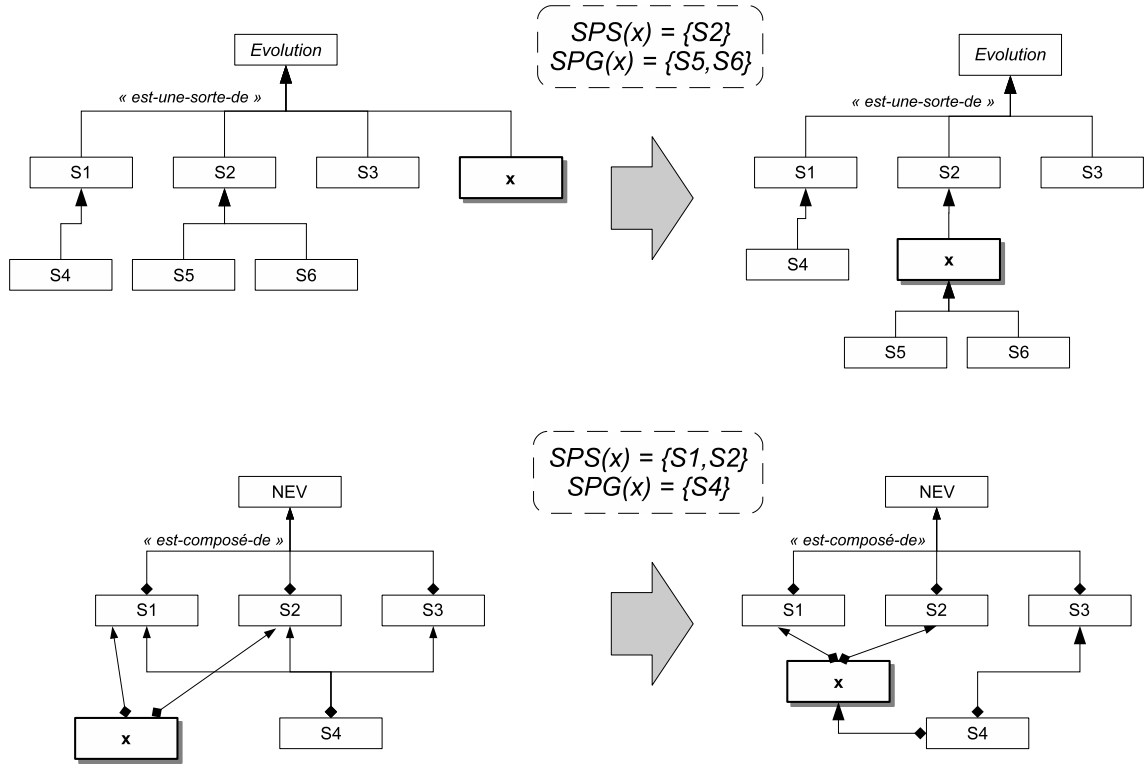 SPS(x) = {S2}
SPG(x) = {S5,S6}
Evolution
« est-une-sorte-de »
S1
S2
S3
x
S4
S5
S6
Evolution
« est-une-sorte-de »
S1
S2
S3
S4
x
S5
S6
SPS(x) = {S1,S2}
SPG(x) = {S4}
NEV
« est-composé-de »
S1
S2
S3
x
S4
NEV
« est-composé-de»
S1
S2
S3
x
S4